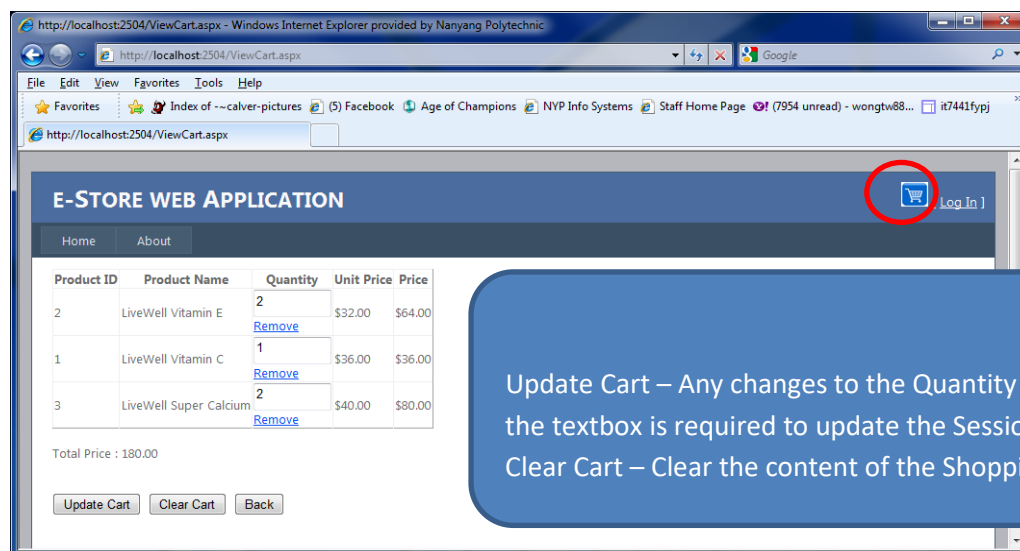 http://localhost:2504/ViewCart.aspx - Windows Internet Explorer provided by Nanyang Polytechnic
http://localhost:2504/ViewCart.aspx Google
File Edit View Favorites Tools Help
Favorites Index of -~calver-pictures (5) Facebook Age of Champions NYP Info Systems Staff Home Page (7954 unread) - wongtw88... it7441fypj »
http://localhost:2504/ViewCart.aspx
E-STORE WEB APPLICATION [ Log In ]
Home About
Product ID Product Name Quantity Unit Price Price
2 LiveWell Vitamin E 2 $32.00 $64.00
Remove
1 LiveWell Vitamin C 1 $36.00 $36.00
Remove
3 LiveWell Super Calcium 2 $40.00 $80.00
Remove
Total Price : 180.00
Update Cart Clear Cart Back
Update Cart – Any changes to the Quantity
the textbox is required to update the Sessio
Clear Cart – Clear the content of the Shoppi